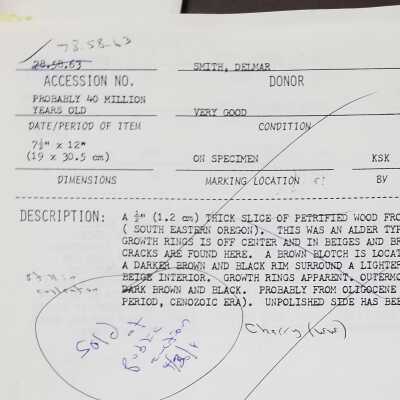 78.58.63
28.58.63 SMITH, DELMAR
ACCESSION NO. DONOR
PROBABLY 40 MILLION
YEARS OLD VERY GOOD
DATE/PERIOD OF ITEM CONDITION
7½" x 12"
(19 x 30.5 cm) ON SPECIMEN KSK
DIMENSIONS MARKING LOCATION BV
DESCRIPTION: A ½" (1.2 cm) THICK SLICE OF PETRIFIED WOOD FRO
( SOUTH EASTERN OREGON). THIS WAS AN ALDER TYP
GROWTH RINGS IS OFF CENTER AND IN BEIGES AND BR
CRACKS ARE FOUND HERE. A BROWN BLOTCH IS LOCAT
A DARKER BROWN AND BLACK RIM SURROUND A LIGHTER
BEIGE INTERIOR. GROWTH RINGS APPARENT. OUTERMO
DARK BROWN AND BLACK. PROBABLY FROM OLIGOCENE
PERIOD, CENOZOIC ERA). UNPOLISHED SIDE HAS BEE
still in
collection
Cherry
Sold